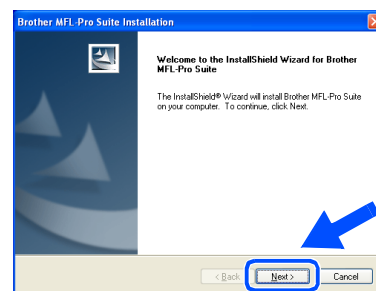 Brother MFL-Pro Suite Installation
Welcome to the InstallShield Wizard for Brother
MFL-Pro Suite
The InstallShield® Wizard will install Brother MFL-Pro Suite
on your computer. To continue, click Next.
< Back
Next >
Cancel